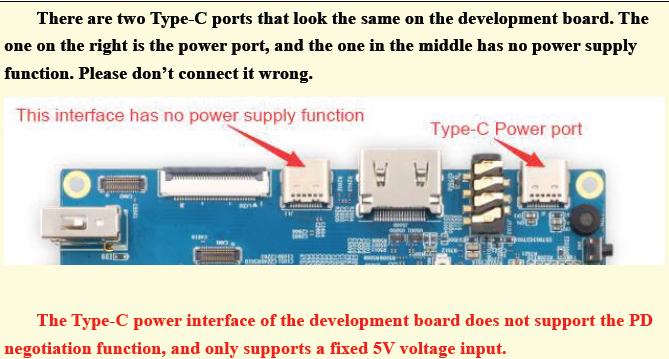 There are two Type-C ports that look the same on the development board. The
one on the right is the power port, and the one in the middle has no power supply
function. Please don’t connect it wrong.
This interface has no power supply function
Type-C Power port
The Type-C power interface of the development board does not support the PD
negotiation function, and only supports a fixed 5V voltage input.